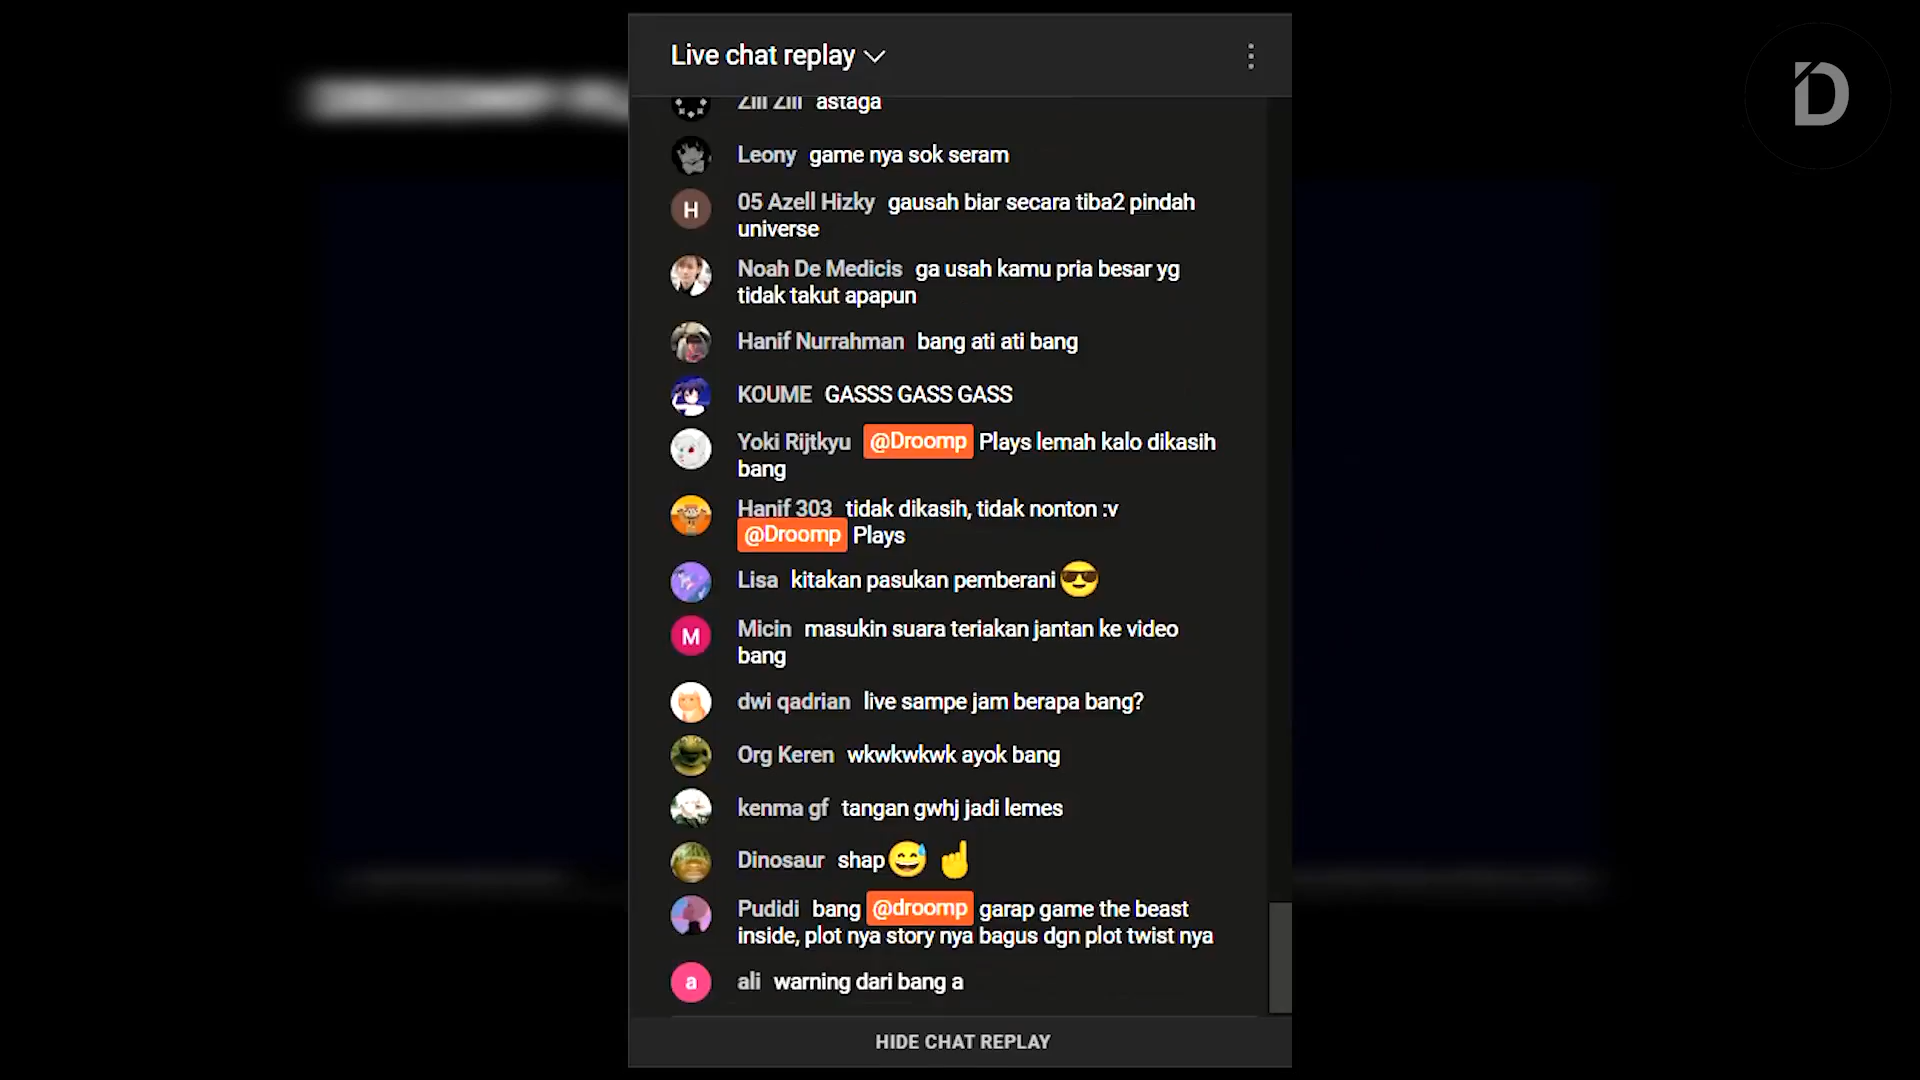 Live chat replay
Zill Zill astaga
Leony game nya sok seram
H 05 Azell Hizky gausah biar secara tiba2 pindah
universe
Noah De Medicis ga usah kamu pria besar yg
tidak takut apapun
Hanif Nurrahman bang ati ati bang
KOUME GASSS GASS GASS
Yoki Rijtkyu @Droomp Plays lemah kalo dikasih
bang
Hanif 303 tidak dikasih, tidak nonton :v
@Droomp Plays
Lisa kitakan pasukan pemberani😎
M Micin masukin suara teriakan jantan ke video
bang
dwi qadrian live sampe jam berapa bang?
Org Keren wkwkwkwk ayok bang
kenma gf tangan gwhj jadi lemes
Dinosaur shap😅 ☝
Pudidi bang @droomp garap game the beast
inside, plot nya story nya bagus dgn plot twist nya
a ali warning dari bang a
HIDE CHAT REPLAY
D